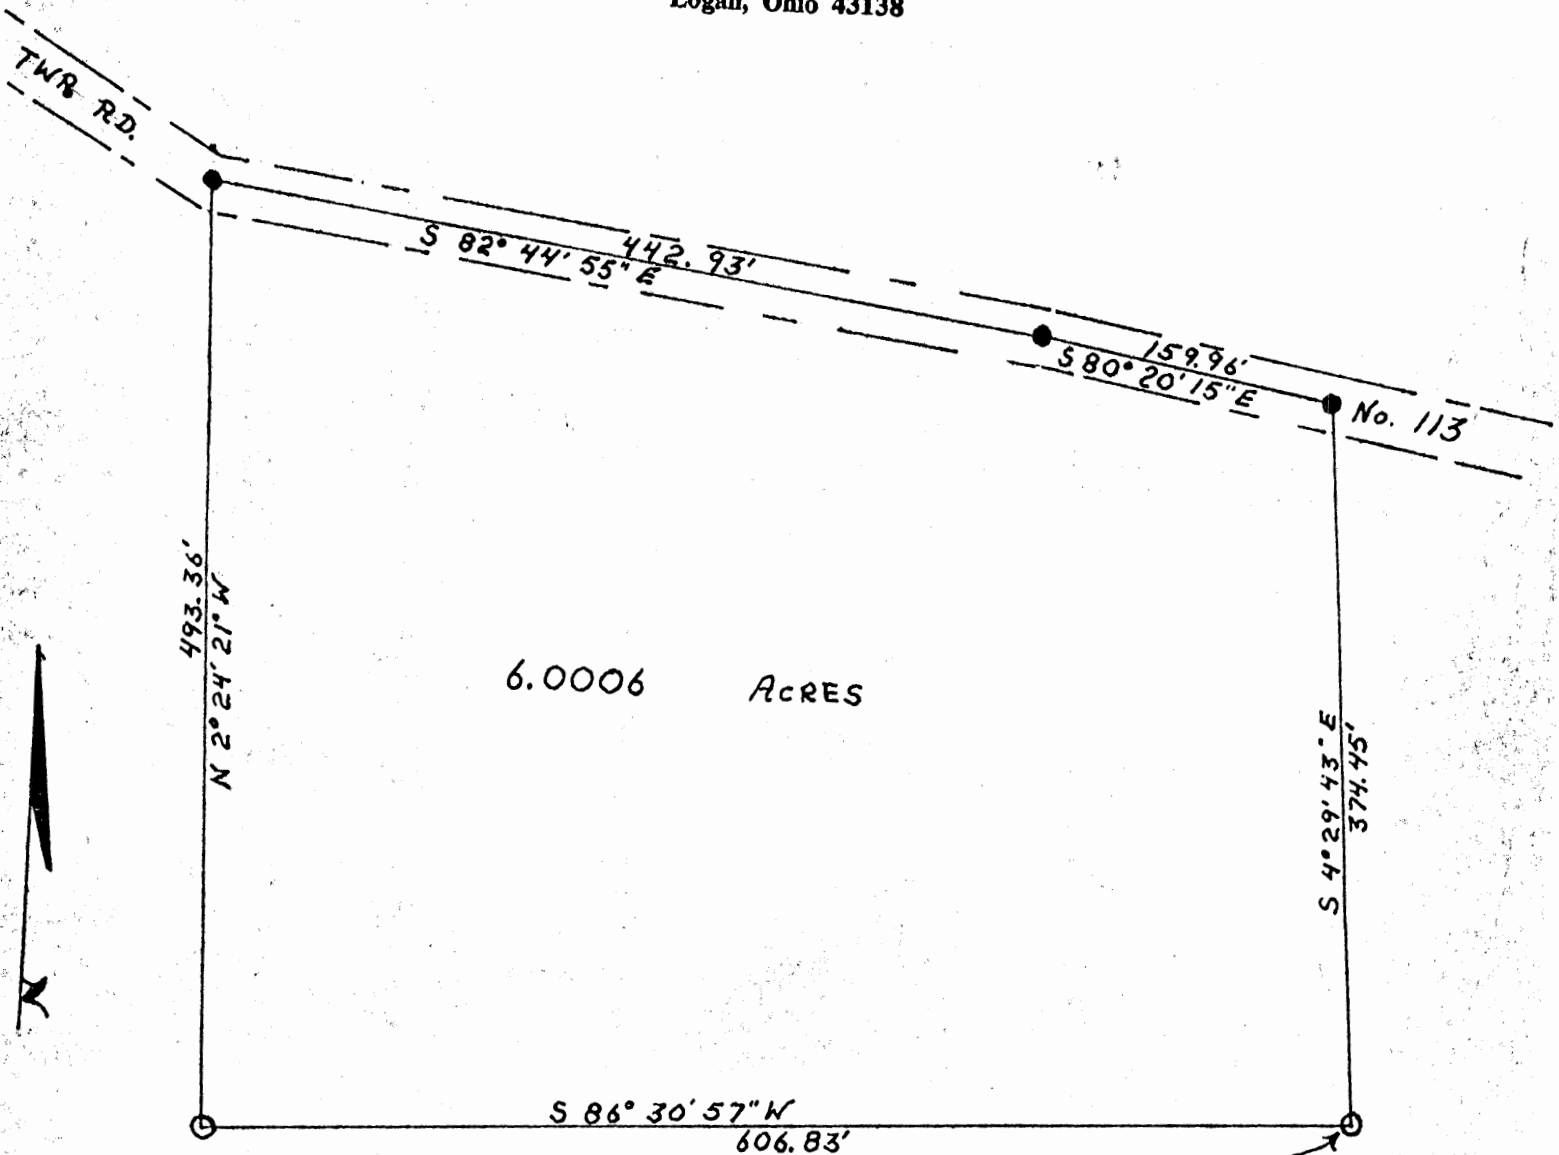 Logan, Ohio 43138
TWP. RD.
442.93'
S 82° 44' 55" E
159.96'
S 80° 20' 15" E
No. 113
493.36'
N 2° 24' 21" W
6.0006 ACRES
S 4° 29' 43" E
374.45'
N
S 86° 30' 57" W
606.83'